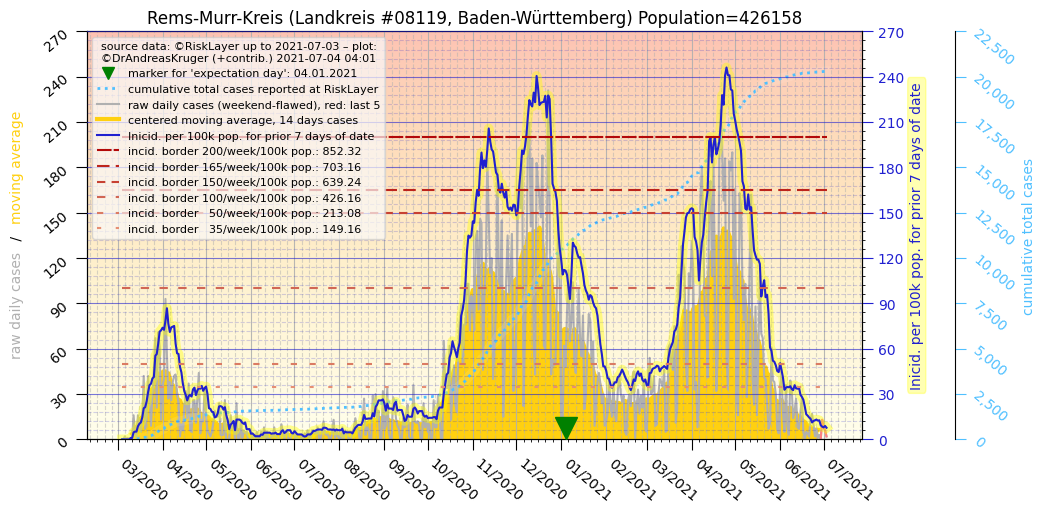 Rems-Murr-Kreis (Landkreis #08119, Baden-Württemberg) Population=426158
source data: ©RiskLayer up to 2021-07-03 – plot:
©DrAndreasKruger (+contrib.) 2021-07-04 04:01
marker for 'expectation day': 04.01.2021
cumulative total cases reported at RiskLayer
raw daily cases (weekend-flawed), red: last 5
centered moving average, 14 days cases
Inicid. per 100k pop. for prior 7 days of date
incid. border 200/week/100k pop.: 852.32
incid. border 165/week/100k pop.: 703.16
incid. border 150/week/100k pop.: 639.24
incid. border 100/week/100k pop.: 426.16
incid. border   50/week/100k pop.: 213.08
incid. border   35/week/100k pop.: 149.16
raw daily cases / moving average
270
240
210
180
150
120
90
60
30
0
03/2020
04/2020
05/2020
06/2020
07/2020
08/2020
09/2020
10/2020
11/2020
12/2020
01/2021
02/2021
03/2021
04/2021
05/2021
06/2021
07/2021
270
240
210
180
150
120
90
60
30
0
Inicid. per 100k pop. for prior 7 days of date
22,500
20,000
17,500
15,000
12,500
10,000
7,500
5,000
2,500
0
cumulative total cases